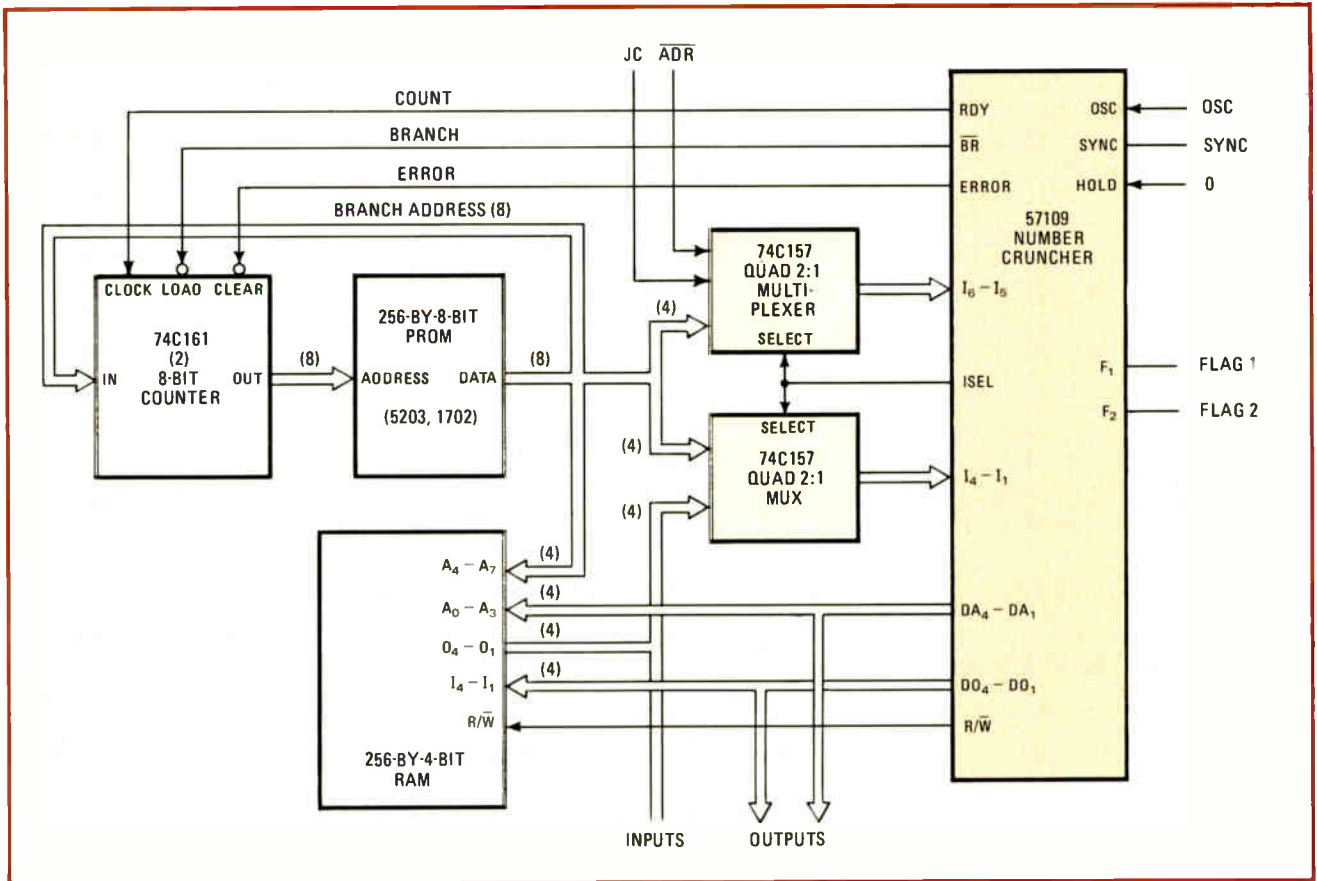 JC ADR
COUNT
BRANCH
ERROR
BRANCH ADDRESS (8)
CLOCK LOAD CLEAR
74C161
(2)
8-BIT
COUNTER
IN
OUT
(8)
256-BY-8-BIT
PROM
ADDRESS DATA
(5203, 1702)
(8)
(4)
74C157
QUAD 2:1
MULTI-
PLEXER
SELECT
SELECT
74C157
QUAD 2:1
MUX
(4)
(4)
RDY
BR
ERROR
57109
NUMBER
CRUNCHER
I6 – I5
ISEL
I4 – I1
DA4 – DA1
DO4 – DO1
R/W
OSC
SYNC
HOLD
F1
F2
OSC
SYNC
0
FLAG 1
FLAG 2
A4 – A7
A0 – A3
O4 – O1
I4 – I1
R/W
(4)
(4)
(4)
(4)
256-BY-4-BIT
RAM
INPUTS
OUTPUTS